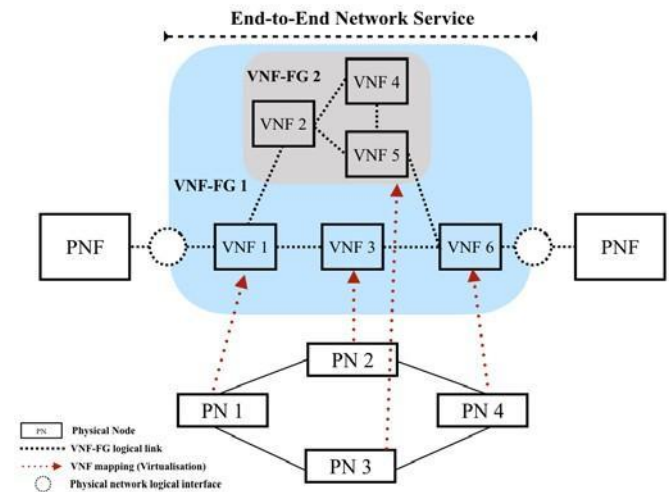 End-to-End Network Service
VNF-FG 2
VNF 4
VNF 2
VNF 5
VNF-FG 1
PNF
VNF 1
VNF 3
VNF 6
PNF
PN 2
PN 1
PN 4
PN 3
PN Physical Node
VNF-FG logical link
VNF mapping (Virtualisation)
Physical network logical interface